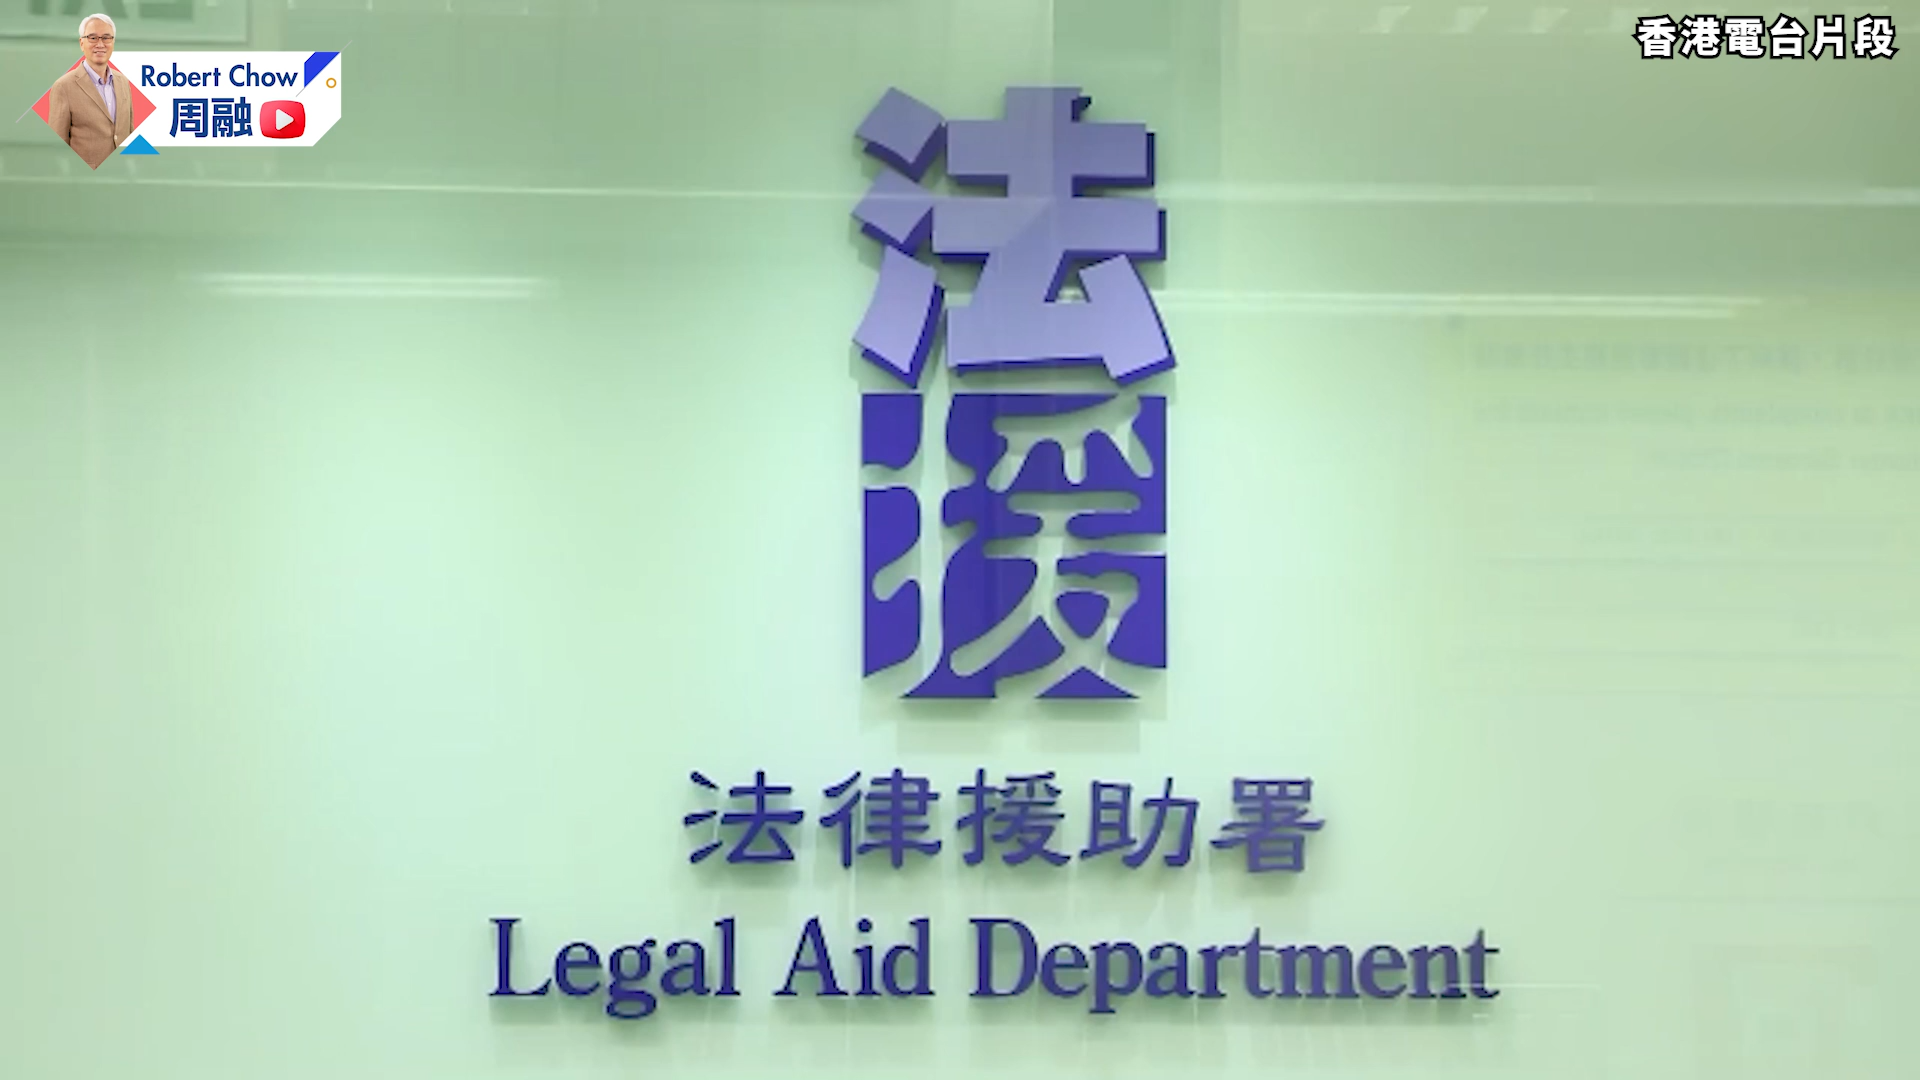 Robert Chow
周融
香港電台片段
法援
法律援助署
Legal Aid Department